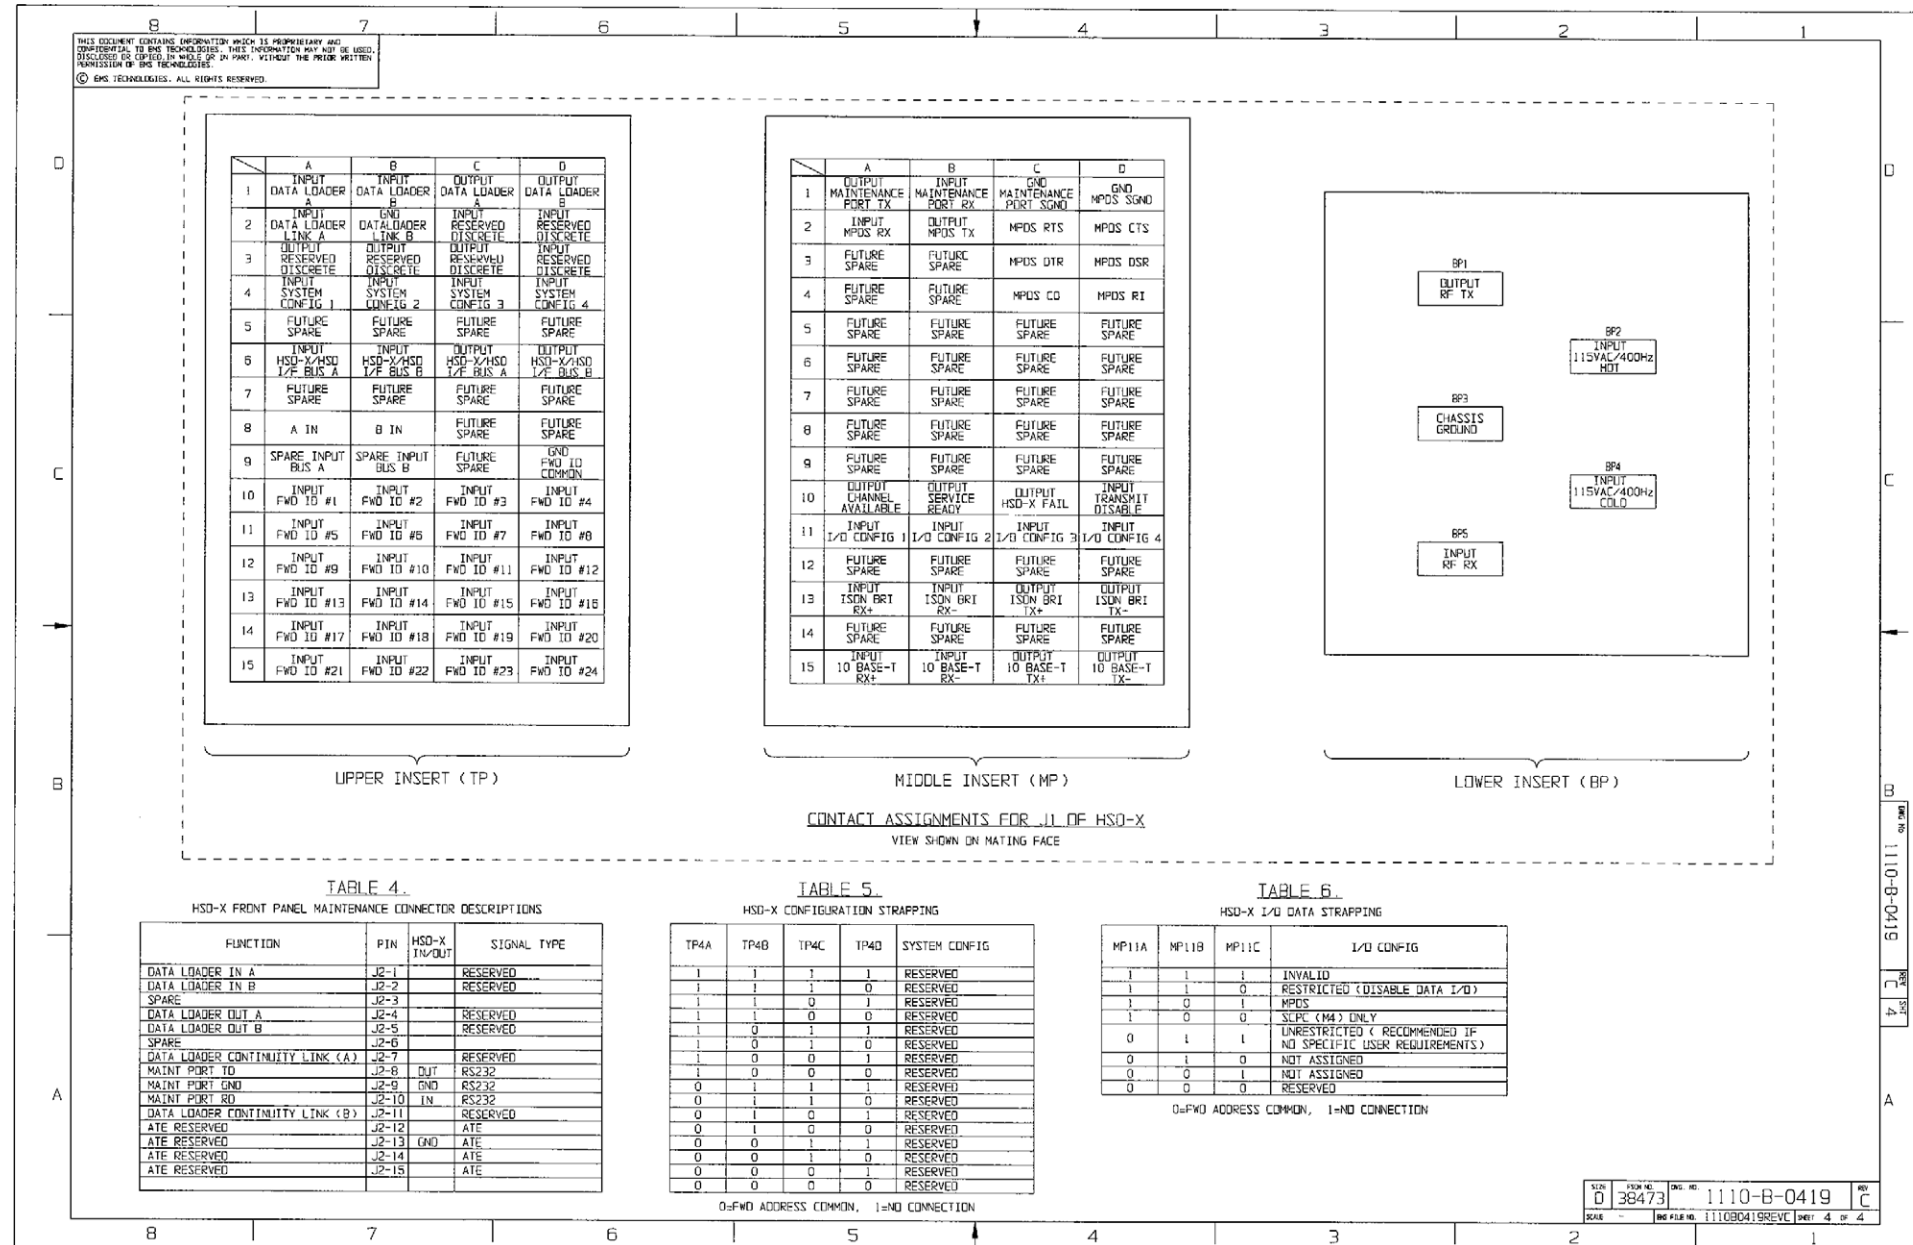 8 7 6 5 4 3 2 1
THIS DOCUMENT CONTAINS INFORMATION WHICH IS PROPRIETARY AND
CONFIDENTIAL TO EMS TECHNOLOGIES. THIS INFORMATION MAY NOT BE USED,
DISCLOSED OR COPIED, IN WHOLE OR IN PART, WITHOUT THE PRIOR WRITTEN
PERMISSION OF EMS TECHNOLOGIES.
© EMS TECHNOLOGIES. ALL RIGHTS RESERVED.
D
C
B
A
A B C D
1 INPUT DATA LOADER A INPUT DATA LOADER B OUTPUT DATA LOADER A OUTPUT DATA LOADER B
2 INPUT DATA LOADER LINK A GND DATALOADER LINK B INPUT RESERVED DISCRETE INPUT RESERVED DISCRETE
3 OUTPUT RESERVED DISCRETE OUTPUT RESERVED DISCRETE OUTPUT RESERVED DISCRETE INPUT RESERVED DISCRETE
4 INPUT SYSTEM CONFIG 1 INPUT SYSTEM CONFIG 2 INPUT SYSTEM CONFIG 3 INPUT SYSTEM CONFIG 4
5 FUTURE SPARE FUTURE SPARE FUTURE SPARE FUTURE SPARE
6 INPUT HSD-X/HSD I/F BUS A INPUT HSD-X/HSD I/F BUS B OUTPUT HSD-X/HSD I/F BUS A OUTPUT HSD-X/HSD I/F BUS B
7 FUTURE SPARE FUTURE SPARE FUTURE SPARE FUTURE SPARE
8 A IN B IN FUTURE SPARE FUTURE SPARE
9 SPARE INPUT BUS A SPARE INPUT BUS B FUTURE SPARE GND FWD ID COMMON
10 INPUT FWD ID #1 INPUT FWD ID #2 INPUT FWD ID #3 INPUT FWD ID #4
11 INPUT FWD ID #5 INPUT FWD ID #6 INPUT FWD ID #7 INPUT FWD ID #8
12 INPUT FWD ID #9 INPUT FWD ID #10 INPUT FWD ID #11 INPUT FWD ID #12
13 INPUT FWD ID #13 INPUT FWD ID #14 INPUT FWD ID #15 INPUT FWD ID #16
14 INPUT FWD ID #17 INPUT FWD ID #18 INPUT FWD ID #19 INPUT FWD ID #20
15 INPUT FWD ID #21 INPUT FWD ID #22 INPUT FWD ID #23 INPUT FWD ID #24
UPPER INSERT (TP)
A B C D
1 OUTPUT MAINTENANCE PORT TX INPUT MAINTENANCE PORT RX GND MAINTENANCE PORT SGND GND MPDS SGND
2 INPUT MPDS RX OUTPUT MPDS TX MPDS RTS MPDS CTS
3 FUTURE SPARE FUTURE SPARE MPDS DTR MPDS DSR
4 FUTURE SPARE FUTURE SPARE MPDS CD MPDS RI
5 FUTURE SPARE FUTURE SPARE FUTURE SPARE FUTURE SPARE
6 FUTURE SPARE FUTURE SPARE FUTURE SPARE FUTURE SPARE
7 FUTURE SPARE FUTURE SPARE FUTURE SPARE FUTURE SPARE
8 FUTURE SPARE FUTURE SPARE FUTURE SPARE FUTURE SPARE
9 FUTURE SPARE FUTURE SPARE FUTURE SPARE FUTURE SPARE
10 OUTPUT CHANNEL AVAILABLE OUTPUT SERVICE READY OUTPUT HSD-X FAIL INPUT TRANSMIT DISABLE
11 INPUT I/O CONFIG 1 INPUT I/O CONFIG 2 INPUT I/O CONFIG 3 INPUT I/O CONFIG 4
12 FUTURE SPARE FUTURE SPARE FUTURE SPARE FUTURE SPARE
13 INPUT ISDN BRI RX+ INPUT ISDN BRI RX- OUTPUT ISDN BRI TX+ OUTPUT ISDN BRI TX-
14 FUTURE SPARE FUTURE SPARE FUTURE SPARE FUTURE SPARE
15 INPUT 10 BASE-T RX+ INPUT 10 BASE-T RX- OUTPUT 10 BASE-T TX+ OUTPUT 10 BASE-T TX-
MIDDLE INSERT (MP)
BP1
OUTPUT
RF TX
BP2
INPUT
115VAC/400Hz
HOT
BP3
CHASSIS
GROUND
BP4
INPUT
115VAC/400Hz
COLD
BP5
INPUT
RF RX
LOWER INSERT (BP)
CONTACT ASSIGNMENTS FOR J1 OF HSD-X
VIEW SHOWN ON MATING FACE
TABLE 4.
HSD-X FRONT PANEL MAINTENANCE CONNECTOR DESCRIPTIONS
FUNCTION PIN HSD-X IN/OUT SIGNAL TYPE
DATA LOADER IN A J2-1 RESERVED
DATA LOADER IN B J2-2 RESERVED
SPARE J2-3
DATA LOADER OUT A J2-4 RESERVED
DATA LOADER OUT B J2-5 RESERVED
SPARE J2-6
DATA LOADER CONTINUITY LINK (A) J2-7 RESERVED
MAINT PORT TD J2-8 OUT RS232
MAINT PORT GND J2-9 GND RS232
MAINT PORT RD J2-10 IN RS232
DATA LOADER CONTINUITY LINK (B) J2-11 RESERVED
ATE RESERVED J2-12 ATE
ATE RESERVED J2-13 GND ATE
ATE RESERVED J2-14 ATE
ATE RESERVED J2-15 ATE
TABLE 5.
HSD-X CONFIGURATION STRAPPING
TP4A TP4B TP4C TP4D SYSTEM CONFIG
1 1 1 1 RESERVED
1 1 1 0 RESERVED
1 1 0 1 RESERVED
1 1 0 0 RESERVED
1 0 1 1 RESERVED
1 0 1 0 RESERVED
1 0 0 1 RESERVED
1 0 0 0 RESERVED
0 1 1 1 RESERVED
0 1 1 0 RESERVED
0 1 0 1 RESERVED
0 1 0 0 RESERVED
0 0 1 1 RESERVED
0 0 1 0 RESERVED
0 0 0 1 RESERVED
0 0 0 0 RESERVED
0=FWD ADDRESS COMMON, 1=NO CONNECTION
TABLE 6.
HSD-X I/O DATA STRAPPING
MP11A MP11B MP11C I/O CONFIG
1 1 1 INVALID
1 1 0 RESTRICTED (DISABLE DATA I/O)
1 0 1 MPDS
1 0 0 SCPC (M4) ONLY
0 1 1 UNRESTRICTED ( RECOMMENDED IF
NO SPECIFIC USER REQUIREMENTS)
0 1 0 NOT ASSIGNED
0 0 1 NOT ASSIGNED
0 0 0 RESERVED
0=FWD ADDRESS COMMON, 1=NO CONNECTION
D
C
B
A
DWG No 1110-B-0419 REV C SHT 4
SIZE D FSCM NO. 38473 DWG. NO. 1110-B-0419 REV C
SCALE - EMS FILE NO. 1110B0419REVC SHEET 4 OF 4
8 7 6 5 4 3 2 1